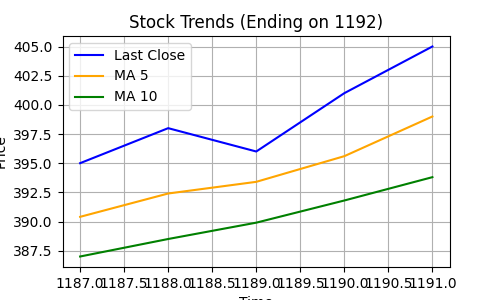 Stock Trends (Ending on 1192)
405.0
402.5
400.0
397.5
395.0
392.5
390.0
387.5
Last Close
MA 5
MA 10
Price
1187.0 1187.5 1188.0 1188.5 1189.0 1189.5 1190.0 1190.5 1191.0
Time